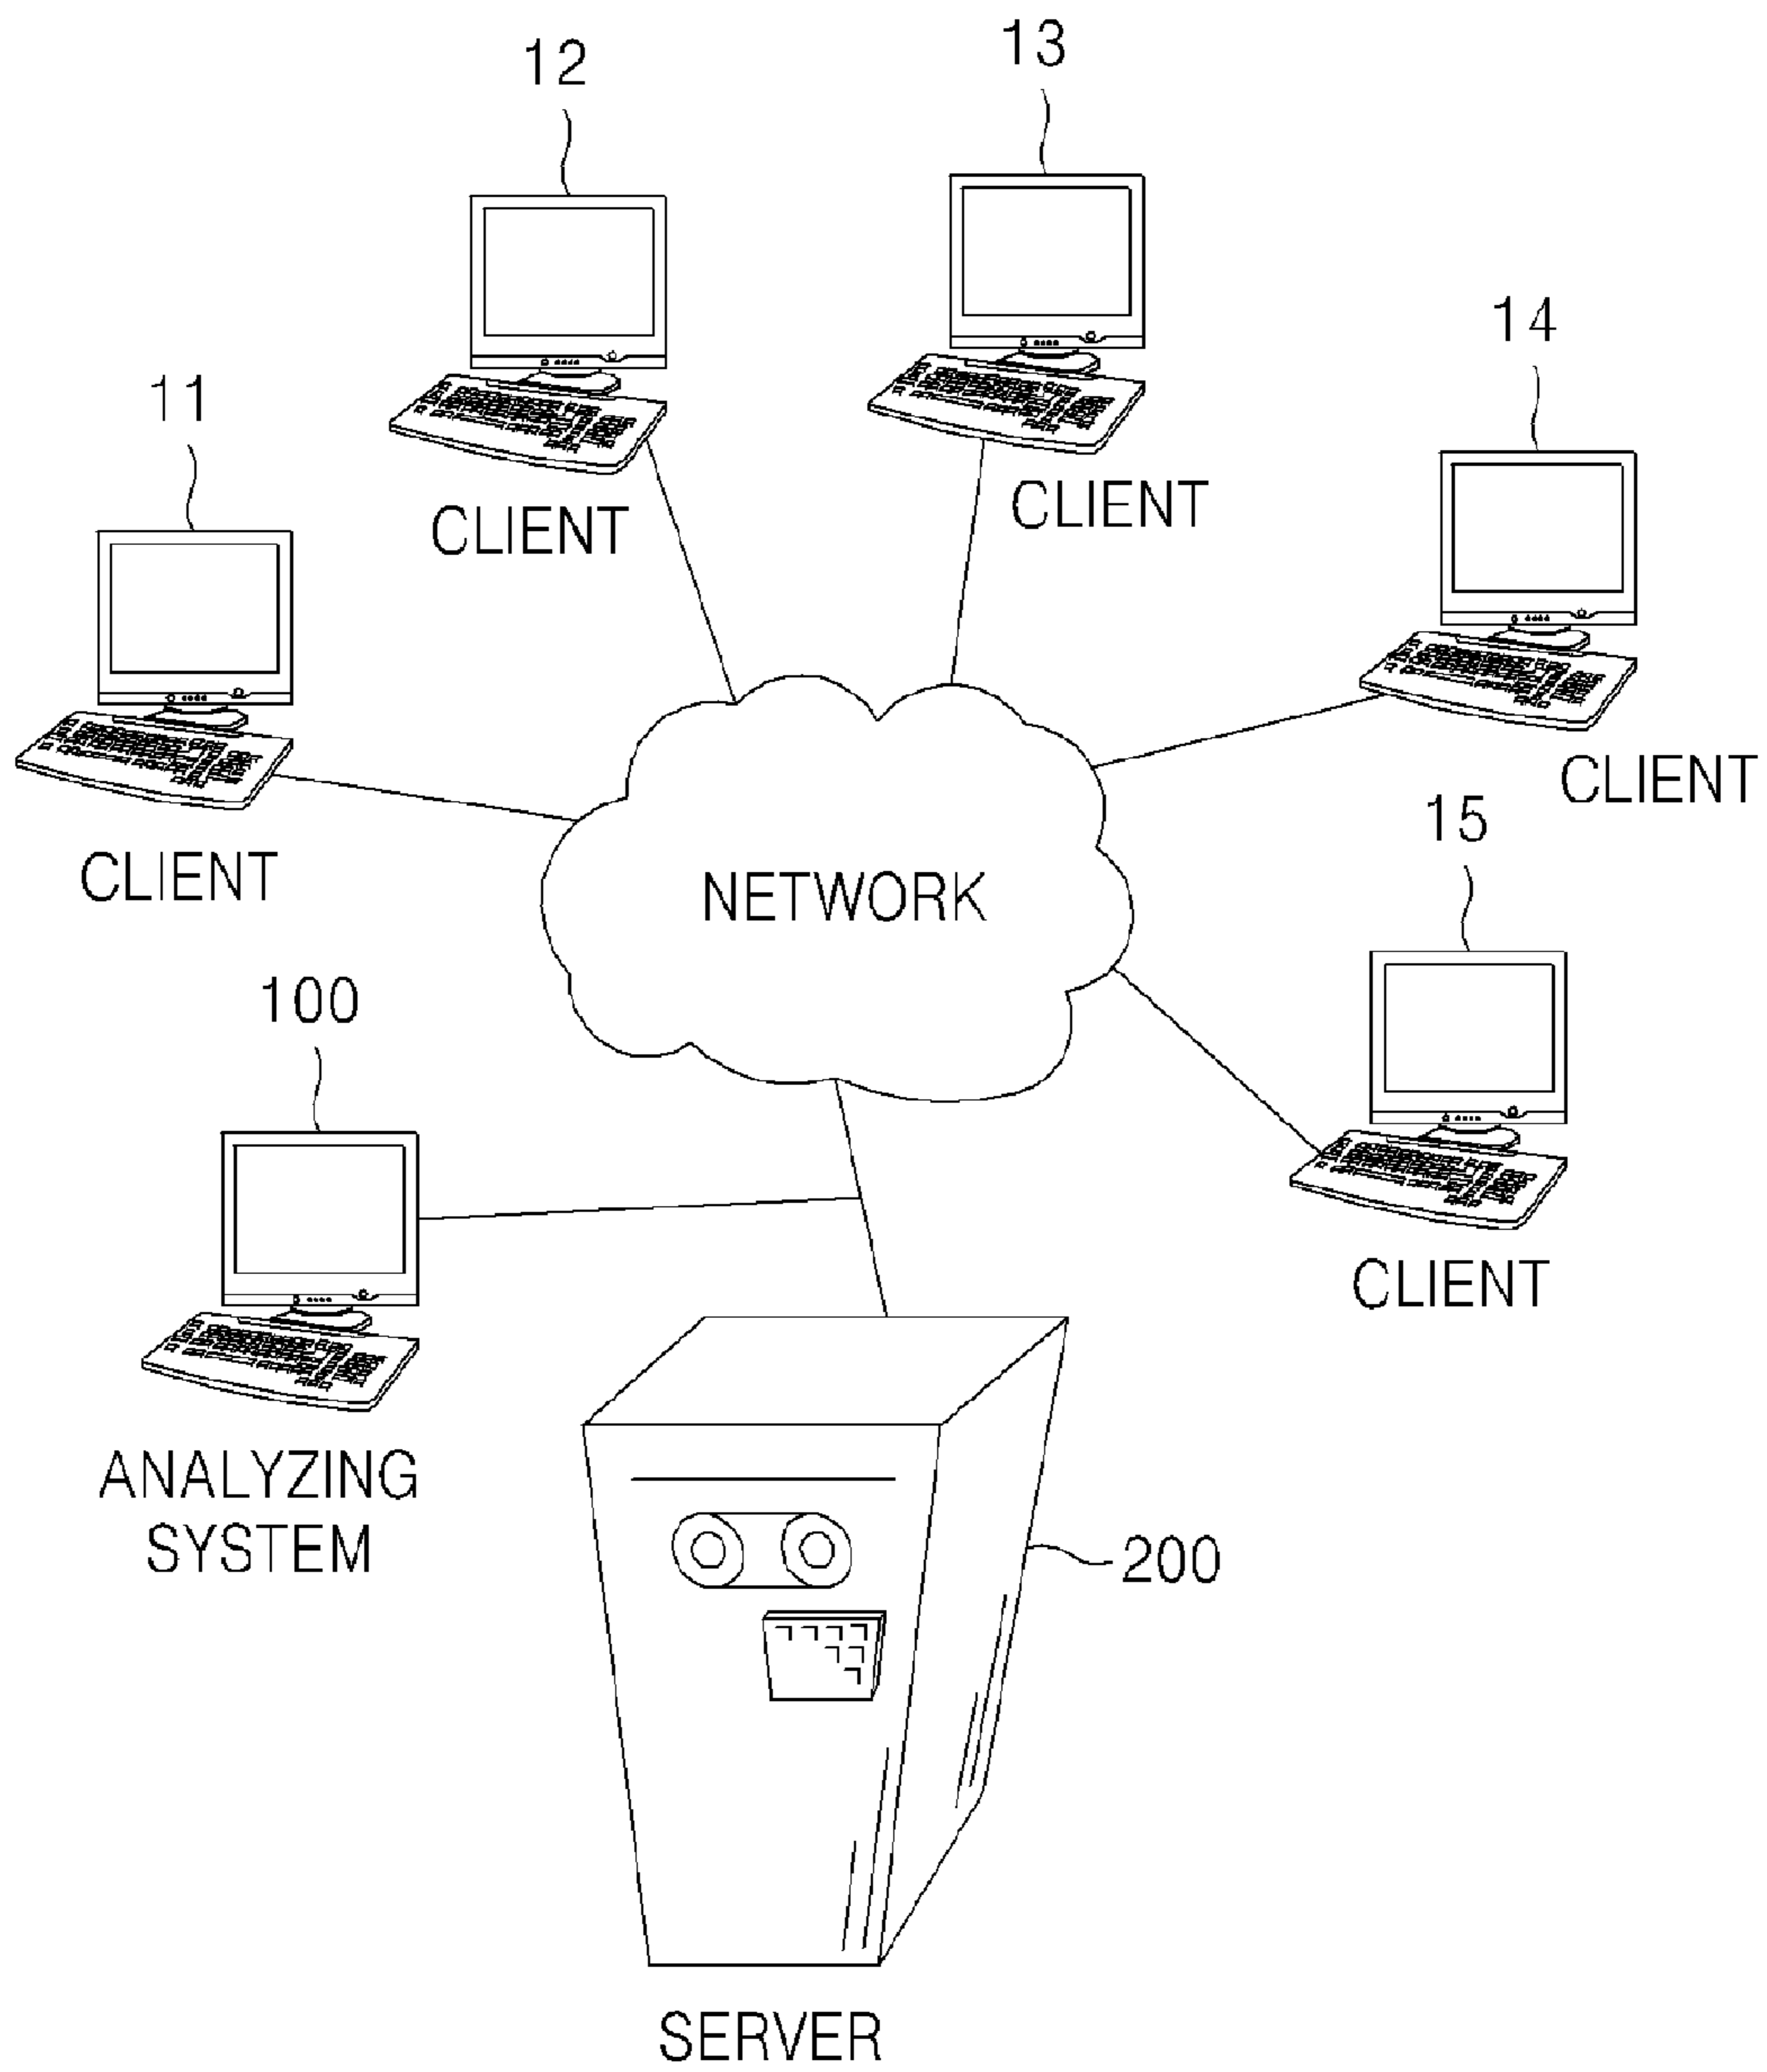 13
12
14
11
CLIENT
CLIENT
CLIENT
15
CLIENT
NETWORK
100
CLIENT
ANALYZING
SYSTEM
200
SERVER